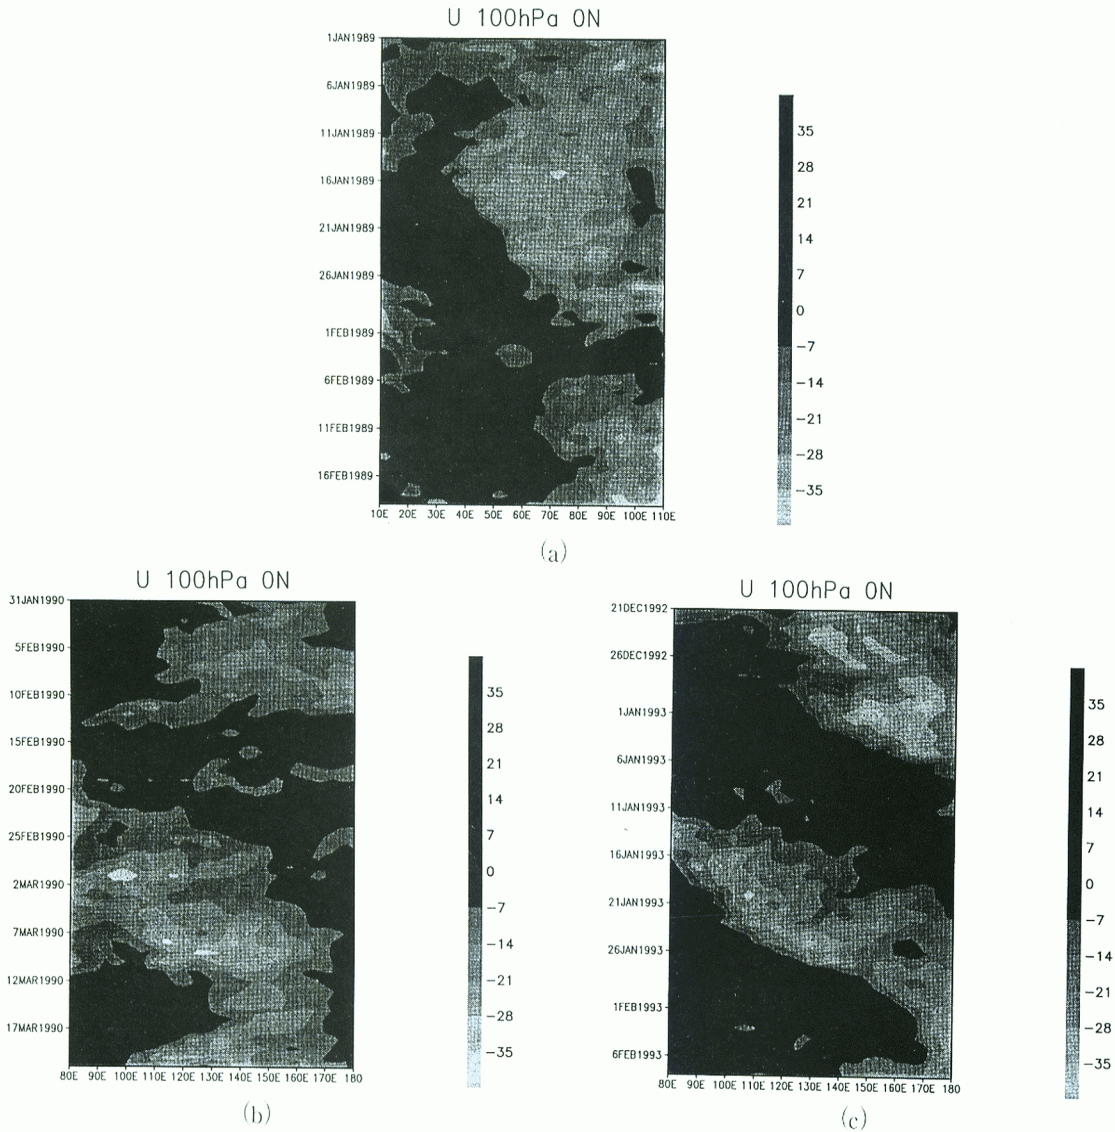 U 100hPa 0N
1JAN1989
6JAN1989
11JAN1989
16JAN1989
21JAN1989
26JAN1989
1FEB1989
6FEB1989
11FEB1989
16FEB1989
10E 20E 30E 40E 50E 60E 70E 80E 90E 100E 110E
35
28
21
14
7
0
-7
-14
-21
-28
-35
(a)
U 100hPa 0N
31JAN1990
5FEB1990
10FEB1990
15FEB1990
20FEB1990
25FEB1990
2MAR1990
7MAR1990
12MAR1990
17MAR1990
80E 90E 100E 110E 120E 130E 140E 150E 160E 170E 180
35
28
21
14
7
0
-7
-14
-21
-28
-35
(b)
U 100hPa 0N
21DEC1992
26DEC1992
1JAN1993
6JAN1993
11JAN1993
16JAN1993
21JAN1993
26JAN1993
1FEB1993
6FEB1993
80E 90E 100E 110E 120E 130E 140E 150E 160E 170E 180
35
28
21
14
7
0
-7
-14
-21
-28
-35
(c)